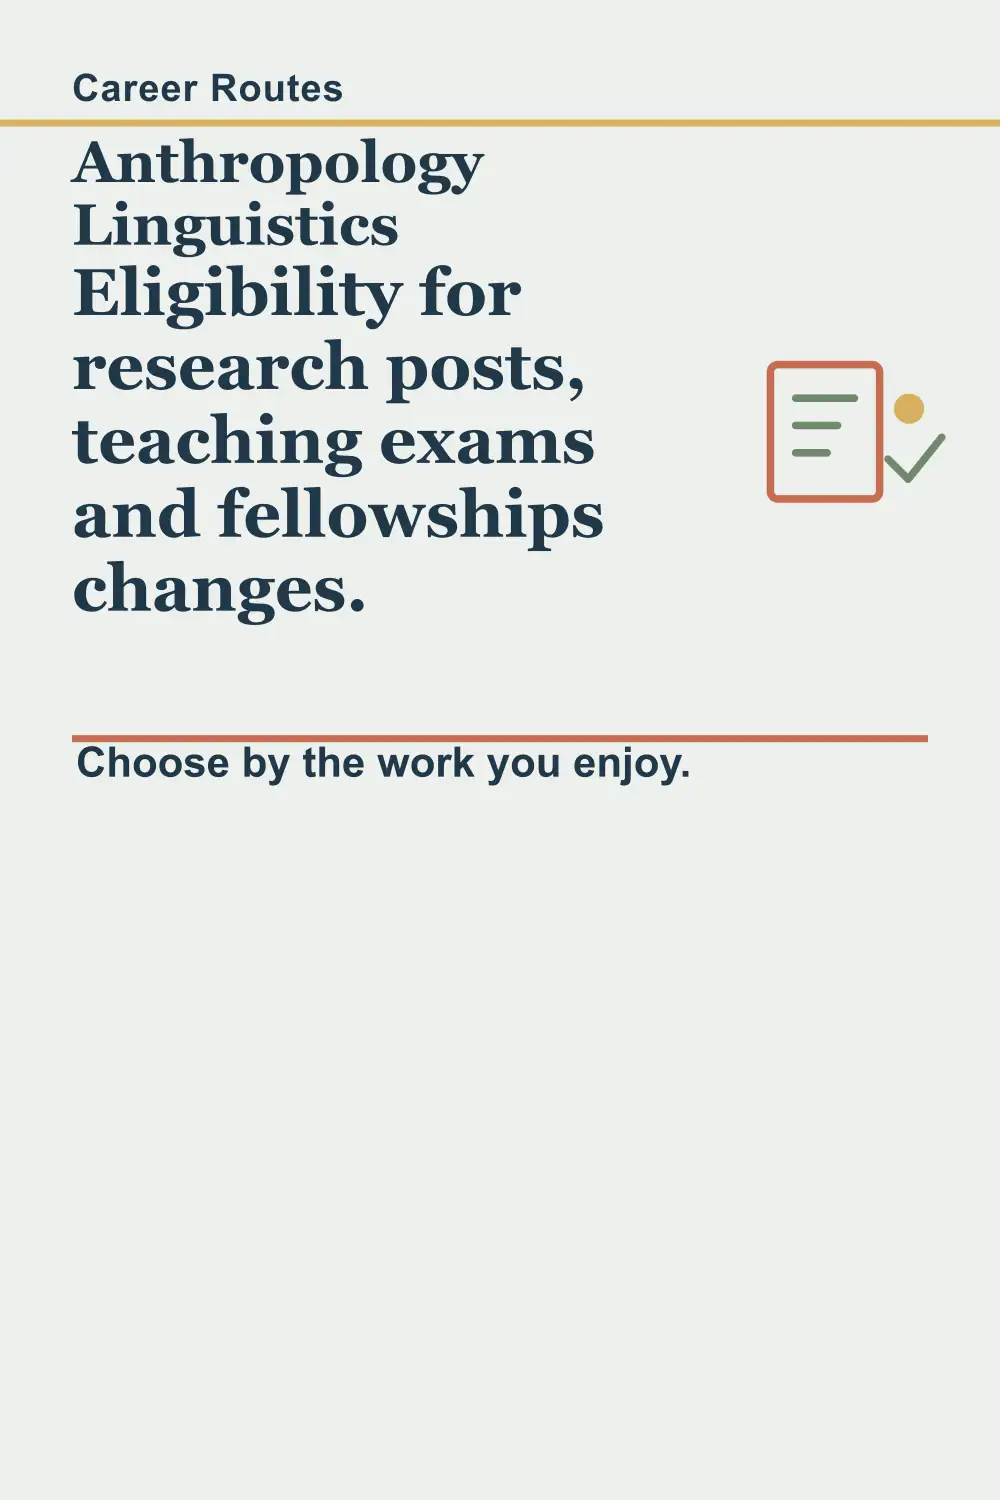 Career Routes
Anthropology
Linguistics
Eligibility for
research posts,
teaching exams
and fellowships
changes.
Choose by the work you enjoy.